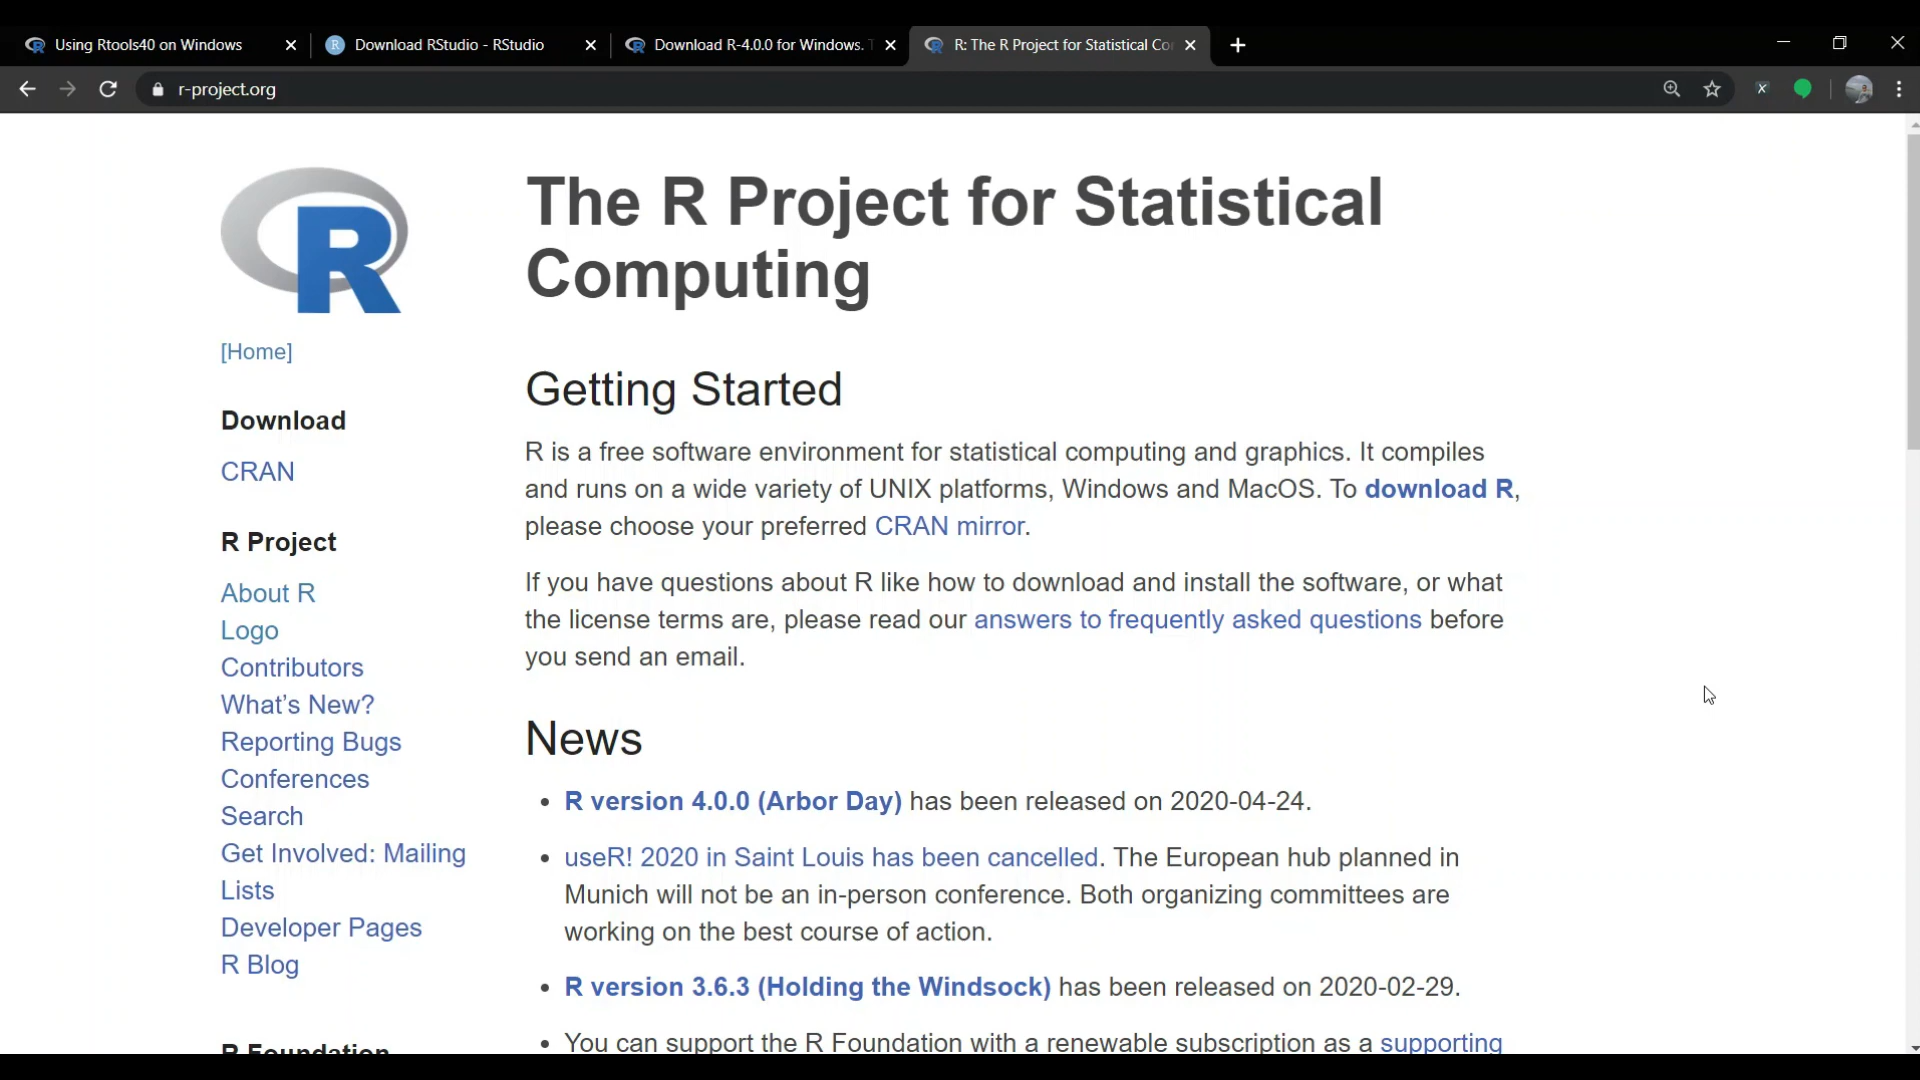 Using Rtools40 on Windows
Download RStudio - RStudio
Download R-4.0.0 for Windows. T
R: The R Project for Statistical Co
r-project.org
R
The R Project for Statistical
Computing
[Home]
Download
CRAN
R Project
About R
Logo
Contributors
What's New?
Reporting Bugs
Conferences
Search
Get Involved: Mailing
Lists
Developer Pages
R Blog
R Foundation
Getting Started
R is a free software environment for statistical computing and graphics. It compiles
and runs on a wide variety of UNIX platforms, Windows and MacOS. To download R,
please choose your preferred CRAN mirror.
If you have questions about R like how to download and install the software, or what
the license terms are, please read our answers to frequently asked questions before
you send an email.
News
• R version 4.0.0 (Arbor Day) has been released on 2020-04-24.
• useR! 2020 in Saint Louis has been cancelled. The European hub planned in
Munich will not be an in-person conference. Both organizing committees are
working on the best course of action.
• R version 3.6.3 (Holding the Windsock) has been released on 2020-02-29.
• You can support the R Foundation with a renewable subscription as a supporting